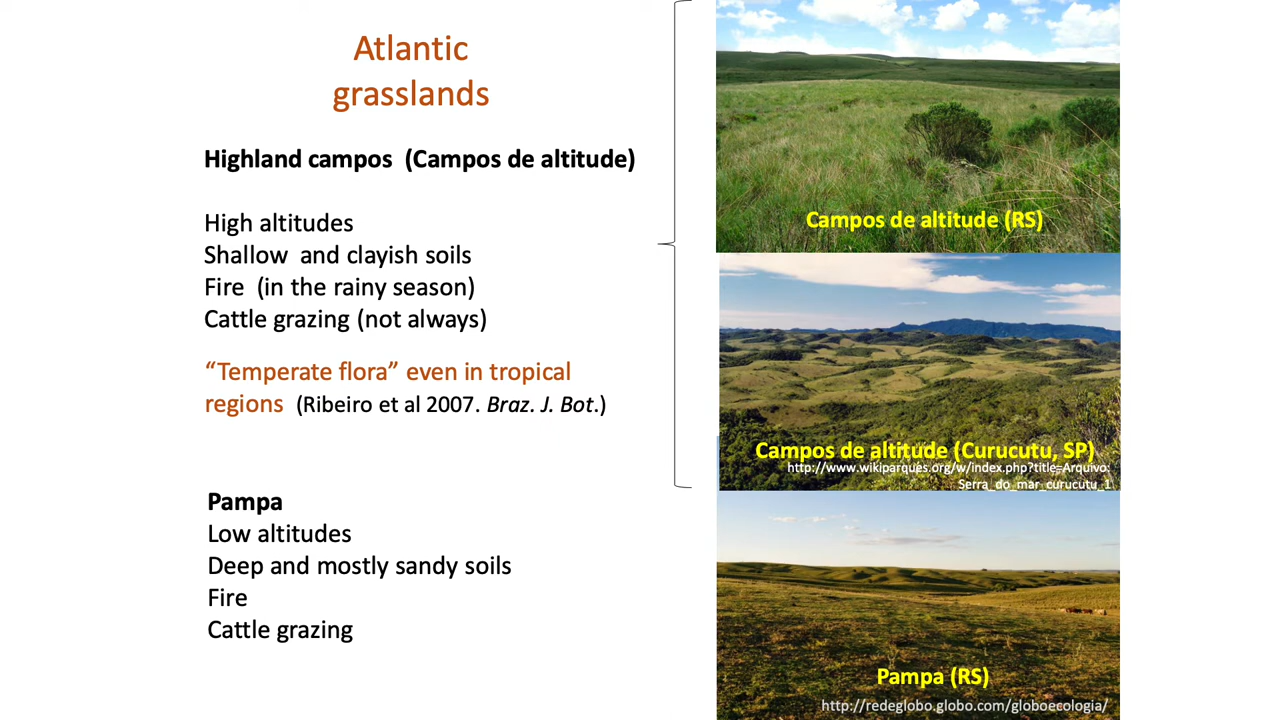 Atlantic
grasslands
Highland campos (Campos de altitude)
High altitudes
Shallow and clayish soils
Fire (in the rainy season)
Cattle grazing (not always)
“Temperate flora” even in tropical
regions (Ribeiro et al 2007. Braz. J. Bot.)
Pampa
Low altitudes
Deep and mostly sandy soils
Fire
Cattle grazing
Campos de altitude (RS)
Campos de altitude (Curucutu, SP)
http://www.wikiparques.org/w/index.php?title=Arquivo:
Serra_do_mar_curucutu_1
Pampa (RS)
http://redeglobo.globo.com/globoecologia/